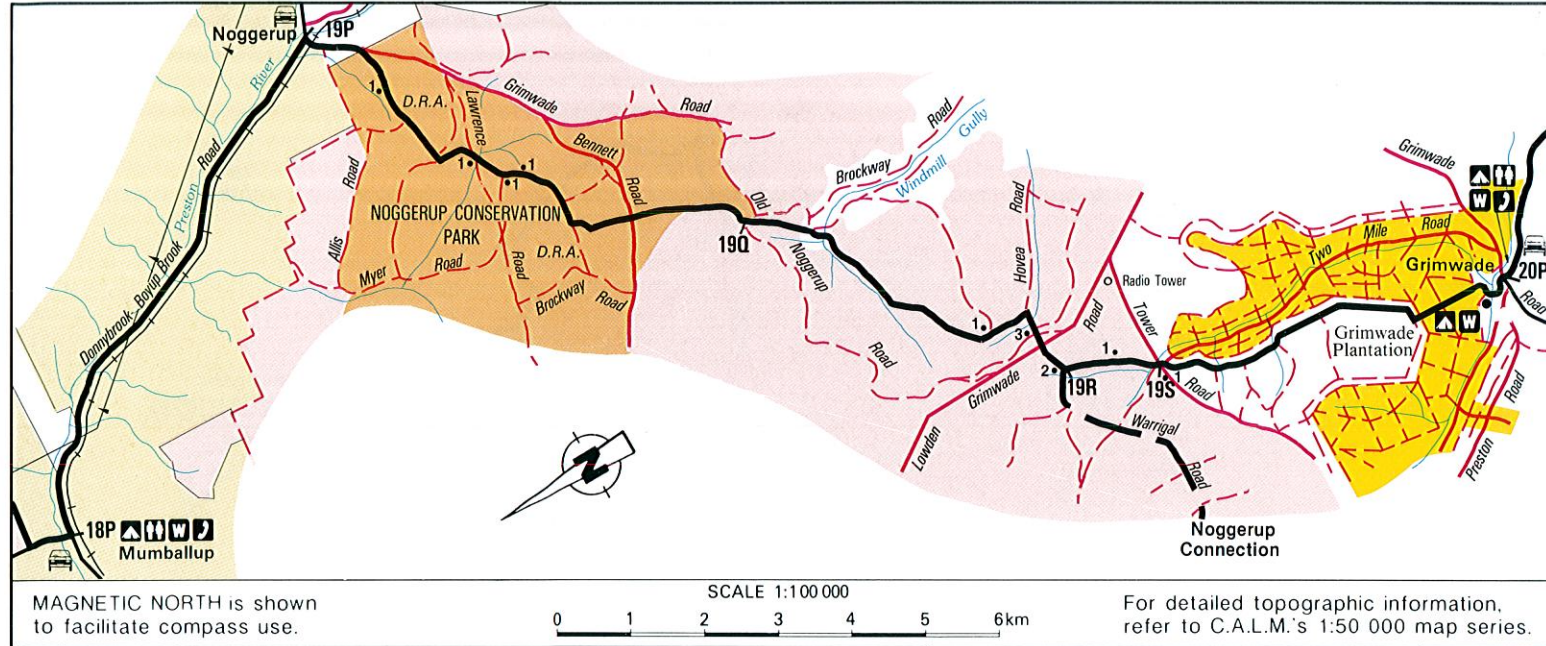 Noggerup
19P
River
Preston
Road
Donnybrook - Boyup Brook
18P
W
Mumballup
1
D.R.A.
Lawrence
Grimwade
Road
Bennett
Road
Allis
Road
1
1
1
NOGGERUP CONSERVATION
PARK
D.R.A.
Myer
Road
Road
Brockway
Road
Old
19Q
Noggerup
Road
Brockway
Road
Windmill
Gully
Hovea
Road
1
3
2
19R
Lowden
Grimwade
Road
Radio Tower
Tower
Road
1
19S
1
Warrigal
Road
Noggerup
Connection
Grimwade
W
Two
Mile
Road
Grimwade
20P
Road
W
Grimwade
Plantation
Preston
Road
N
MAGNETIC NORTH is shown
to facilitate compass use.
SCALE 1:100 000
0 1 2 3 4 5 6km
For detailed topographic information,
refer to C.A.L.M.'s 1:50 000 map series.